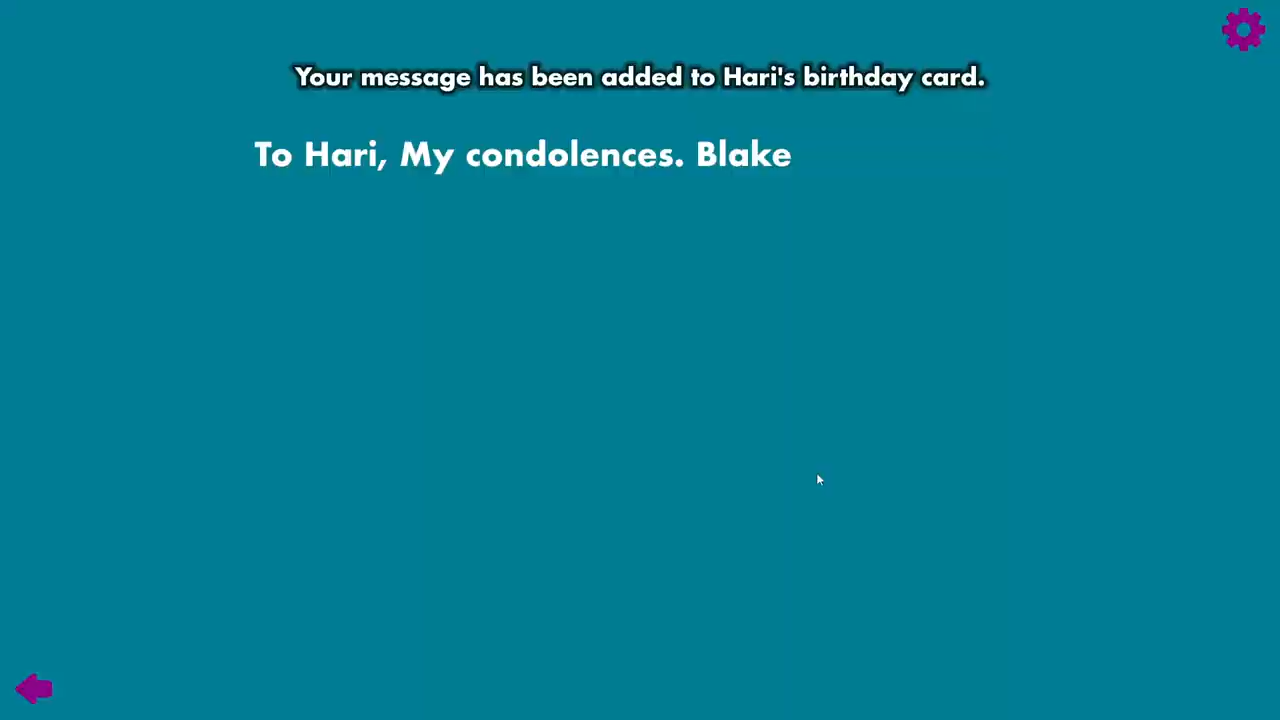 Your message has been added to Hari's birthday card.
To Hari, My condolences. Blake